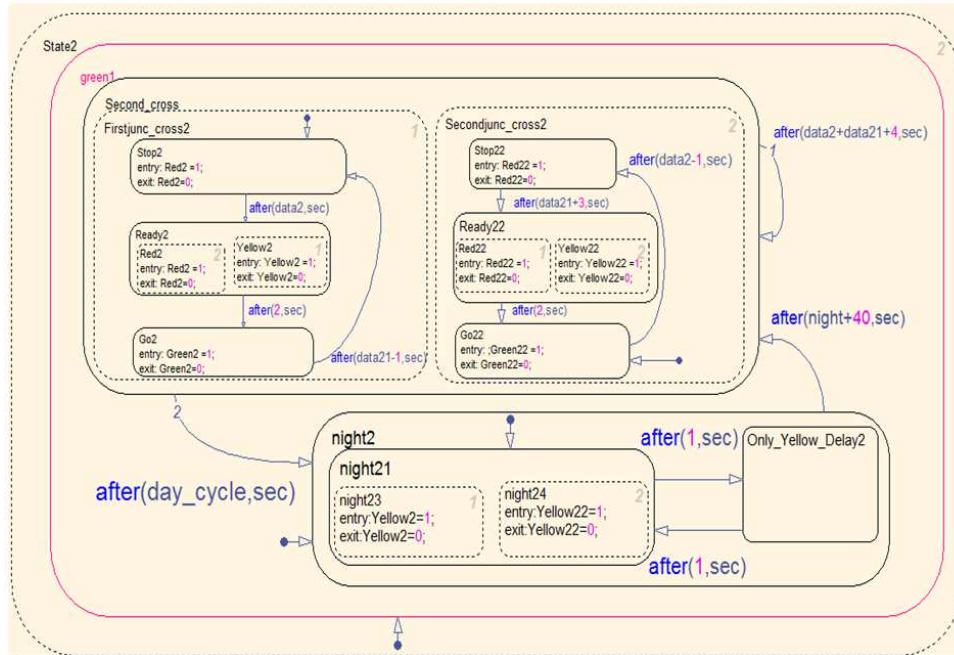 State2
2
green1
Second_cross
Firstjunc_cross2
1
Stop2
entry: Red2 =1;
exit: Red2=0;
after(data2,sec)
Ready2
Red2
2
entry: Red2 =1;
exit: Red2=0;
Yellow2
1
entry: Yellow2 =1;
exit: Yellow2=0;
after(2,sec)
Go2
entry: Green2 =1;
exit: Green2=0;
after(data21-1,sec)
Secondjunc_cross2
2
Stop22
entry: Red22 =1;
exit: Red22=0;
after(data2-1,sec)
after(data21+3,sec)
Ready22
Red22
1
entry: Red22 =1;
exit: Red22=0;
Yellow22
2
entry: Yellow22 =1;
exit: Yellow22=0;
after(2,sec)
Go22
entry: ;Green22 =1;
exit: Green22=0;
after(data2+data21+4,sec)
1
after(night+40,sec)
2
after(day_cycle,sec)
night2
night21
night23
1
entry:Yellow2=1;
exit:Yellow2=0;
night24
2
entry:Yellow22=1;
exit:Yellow22=0;
after(1,sec)
Only_Yellow_Delay2
after(1,sec)